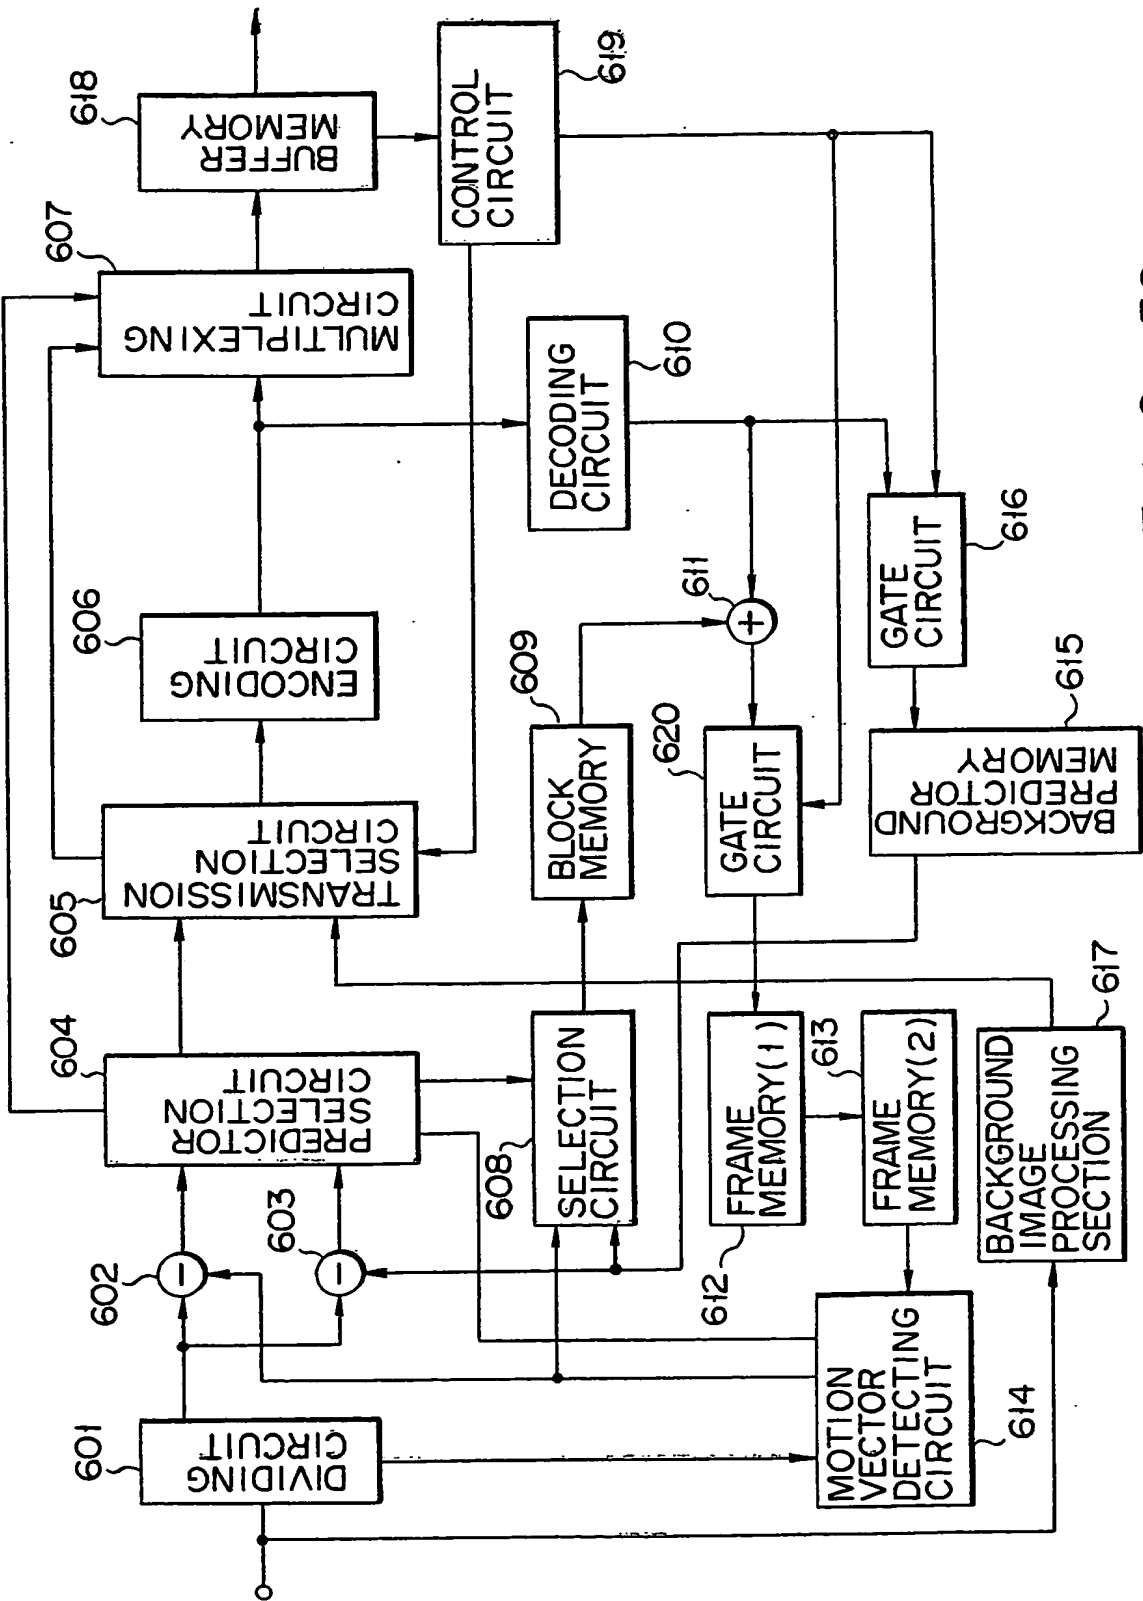 601
DIVIDING
CIRCUIT
602
603
604
PREDICTOR
SELECTION
CIRCUIT
605
TRANSMISSION
SELECTION
CIRCUIT
606
ENCODING
CIRCUIT
607
MULTIPLEXING
CIRCUIT
618
BUFFER
MEMORY
CONTROL
CIRCUIT
619
608
SELECTION
CIRCUIT
609
BLOCK
MEMORY
DECODING
CIRCUIT
610
611
612
FRAME
MEMORY(1)
620
GATE
CIRCUIT
613
FRAME
MEMORY(2)
MOTION
VECTOR
DETECTING
CIRCUIT
614
GATE
CIRCUIT
616
BACKGROUND
PREDICTOR
MEMORY
615
BACKGROUND
IMAGE
PROCESSING
SECTION
617